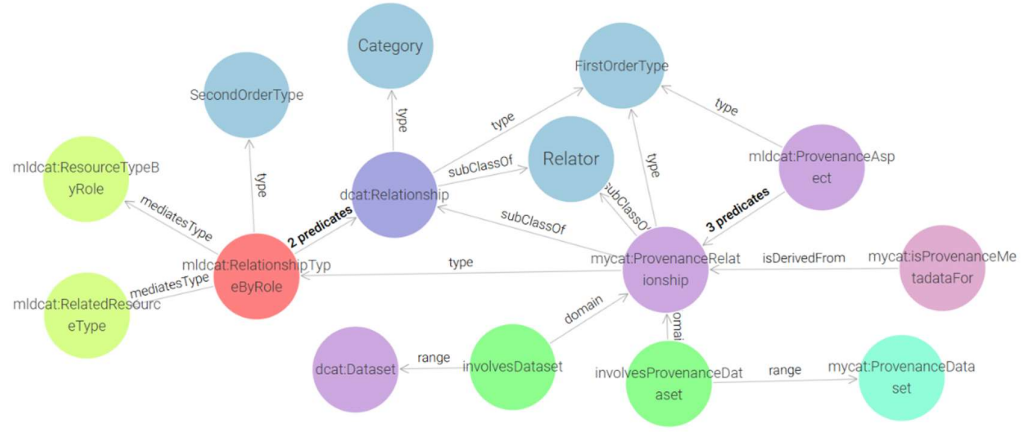 Category
FirstOrderType
SecondOrderType
type
type
type
Relator
mldcat:ProvenanceAsp
ect
mldcat:ResourceTypeB
yRole
type
subClassOf
type
dcat:Relationship
subClassOf
mediatesType
2 predicates
subClassOf
3 predicates
mldcat:RelationshipTyp
eByRole
type
mycat:ProvenanceRelat
ionship
isDerivedFrom
mycat:isProvenanceMe
tadataFor
mediatesType
mldcat:RelatedResourc
eType
domain
omai
dcat:Dataset
range
involvesDataset
involvesProvenanceDat
aset
range
mycat:ProvenanceData
set